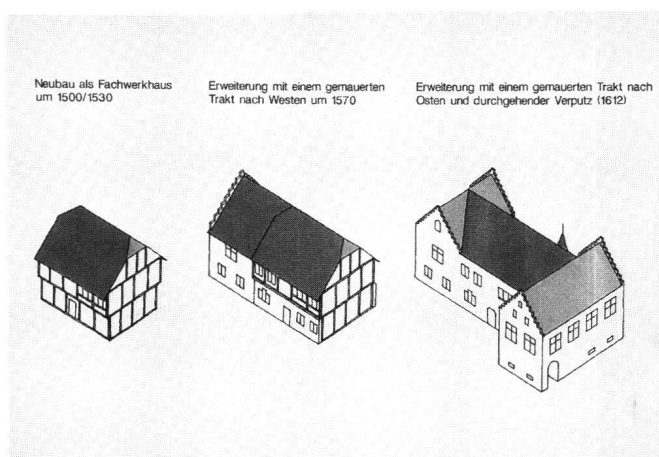 Neubau als Fachwerkhaus
um 1500/1530
Erweiterung mit einem gemauerten
Trakt nach Westen um 1570
Erweiterung mit einem gemauerten Trakt nach
Osten und durchgehender Verputz (1612)